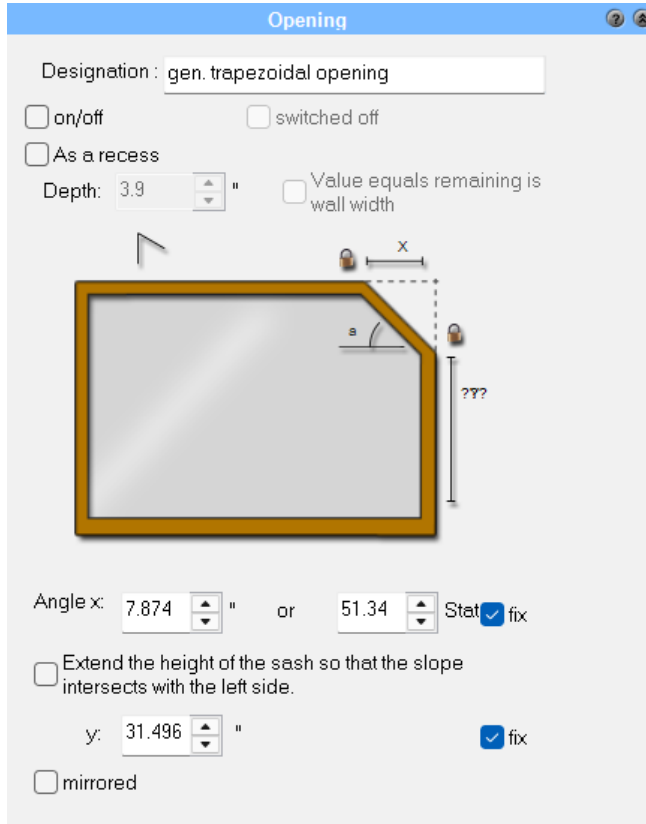 Opening
Designation : gen. trapezoidal opening
on/off switched off
As a recess
Depth: 3.9 " Value equals remaining is
wall width
X
a
???
Angle x: 7.874 " or 51.34 Stat fix
Extend the height of the sash so that the slope
intersects with the left side.
y: 31.496 " fix
mirrored